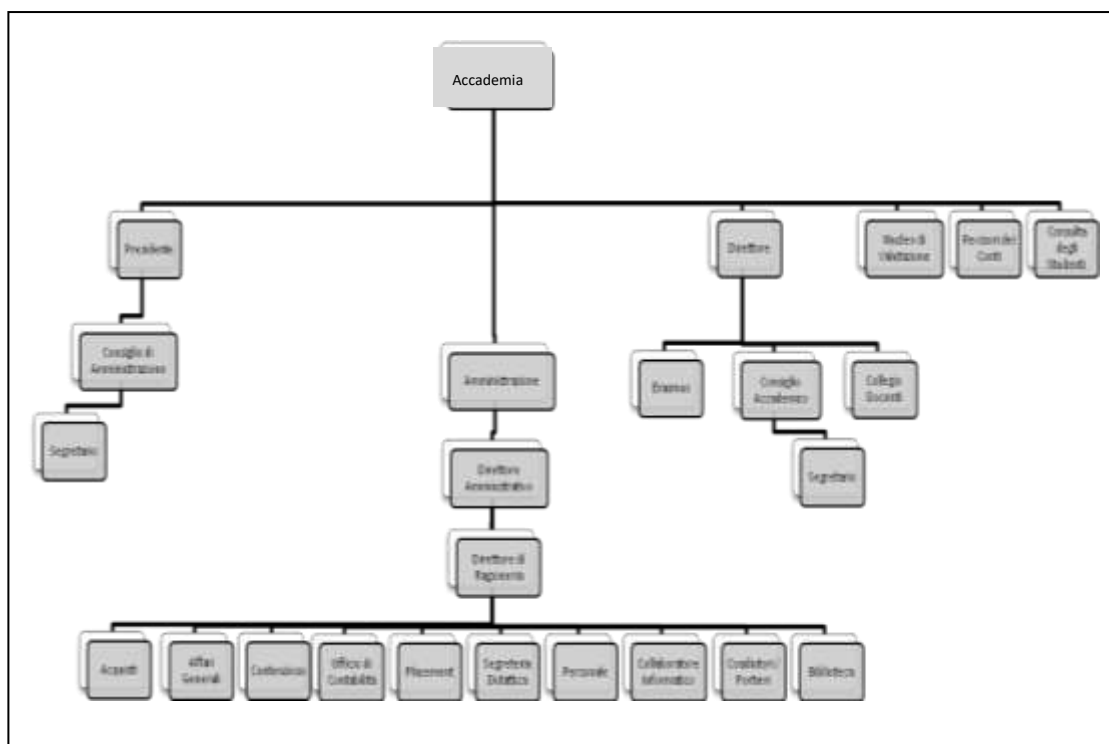 Accademia
Presidente
Direttore
Nucleo di
Valutazione
Revisori dei
Conti
Consulta
degli
Studenti
Consiglio di
Amministrazione
Segretario
Amministrazione
Erasmus
Consiglio
Accademico
Collegio
Docenti
Segretario
Direttore
Amministrativo
Direttore di
Ragioneria
Acquisti
Affari
Generali
Contenzioso
Ufficio di
Contabilità
Placement
Segreteria
Didattica
Personale
Collaboratore
Informatico
Coadiutori/
Portieri
Biblioteca